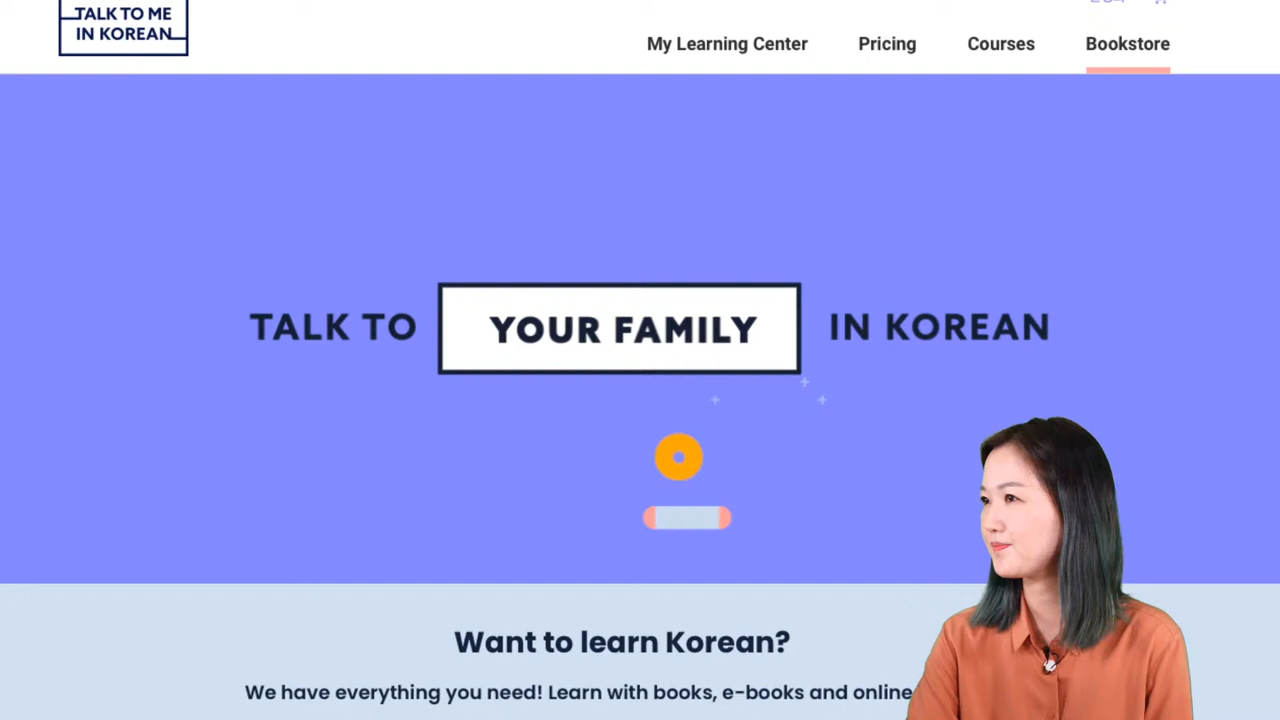 TALK TO ME
IN KOREAN
My Learning Center Pricing Courses Bookstore
TALK TO YOUR FAMILY IN KOREAN
Want to learn Korean?
We have everything you need! Learn with books, e-books and online